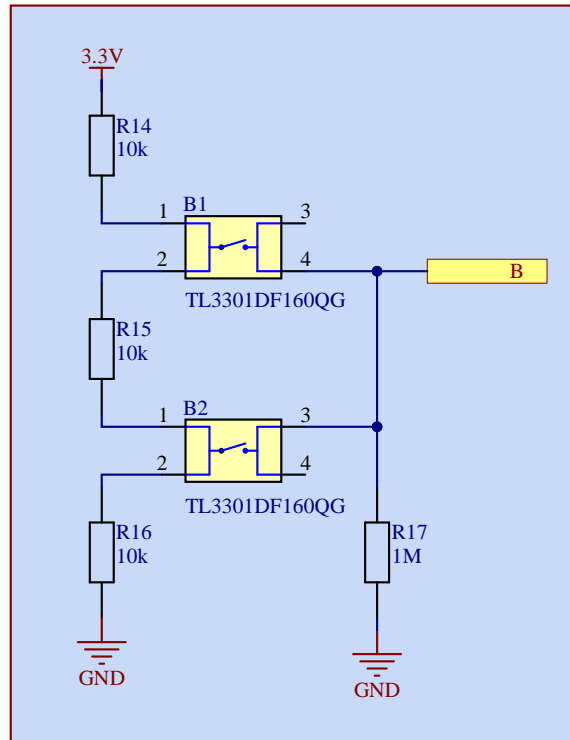 3.3V
R14
10k
B1
1
3
2
4
B
TL3301DF160QG
R15
10k
B2
1
3
2
4
TL3301DF160QG
R16
10k
R17
1M
GND
GND